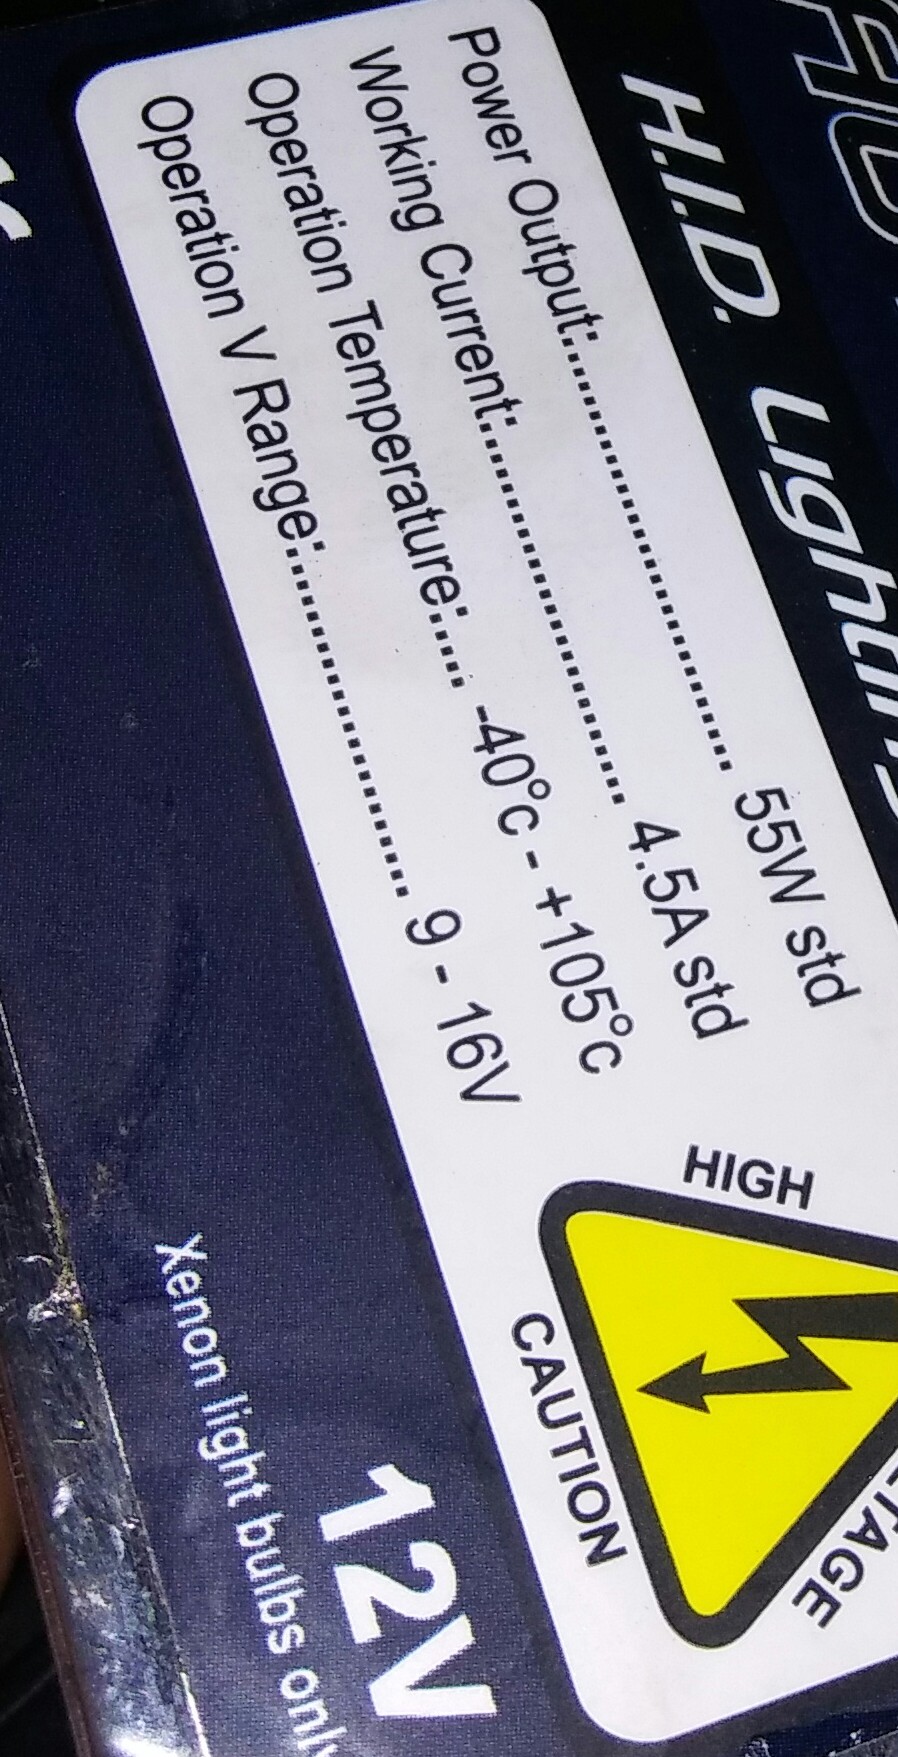 H.I.D. Lighting
Power Output:........................ 55W std
Working Current:........................ 4.5A std
Operation Temperature:..... -40°c - +105°c
Operation V Range:........................ 9 - 16V
HIGH
CAUTION
12V
Xenon light bulbs only